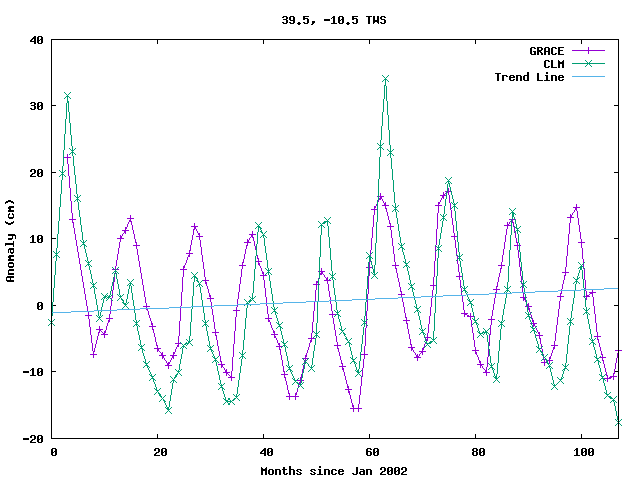 39.5, -10.5 TWS
40
30
20
10
0
-10
-20
Anomaly (cm)
GRACE
CLM
Trend Line
0 20 40 60 80 100
Months since Jan 2002